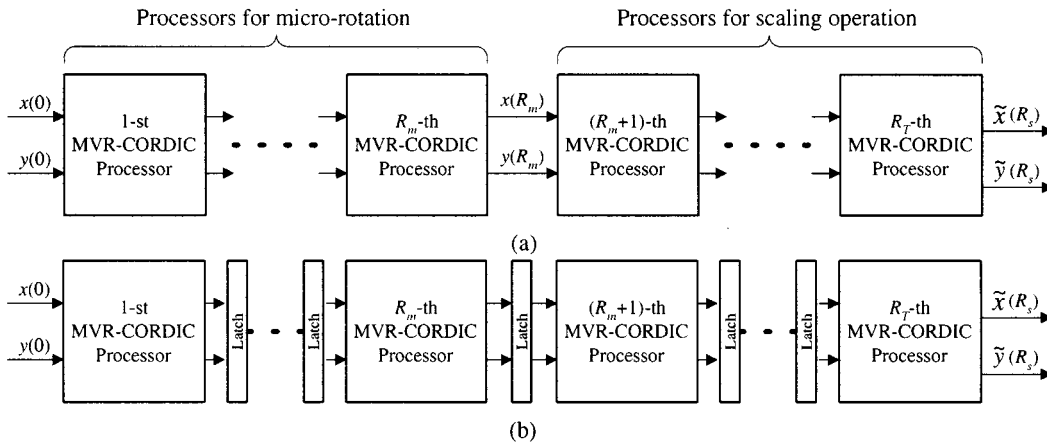 Processors for micro-rotation
Processors for scaling operation
x(0)
y(0)
1-st
MVR-CORDIC
Processor
R_m-th
MVR-CORDIC
Processor
x(R_m)
y(R_m)
(R_m+1)-th
MVR-CORDIC
Processor
R_T-th
MVR-CORDIC
Processor
x̃(R_s)
ỹ(R_s)
(a)
x(0)
y(0)
1-st
MVR-CORDIC
Processor
Latch
Latch
R_m-th
MVR-CORDIC
Processor
Latch
(R_m+1)-th
MVR-CORDIC
Processor
Latch
Latch
R_T-th
MVR-CORDIC
Processor
x̃(R_s)
ỹ(R_s)
(b)